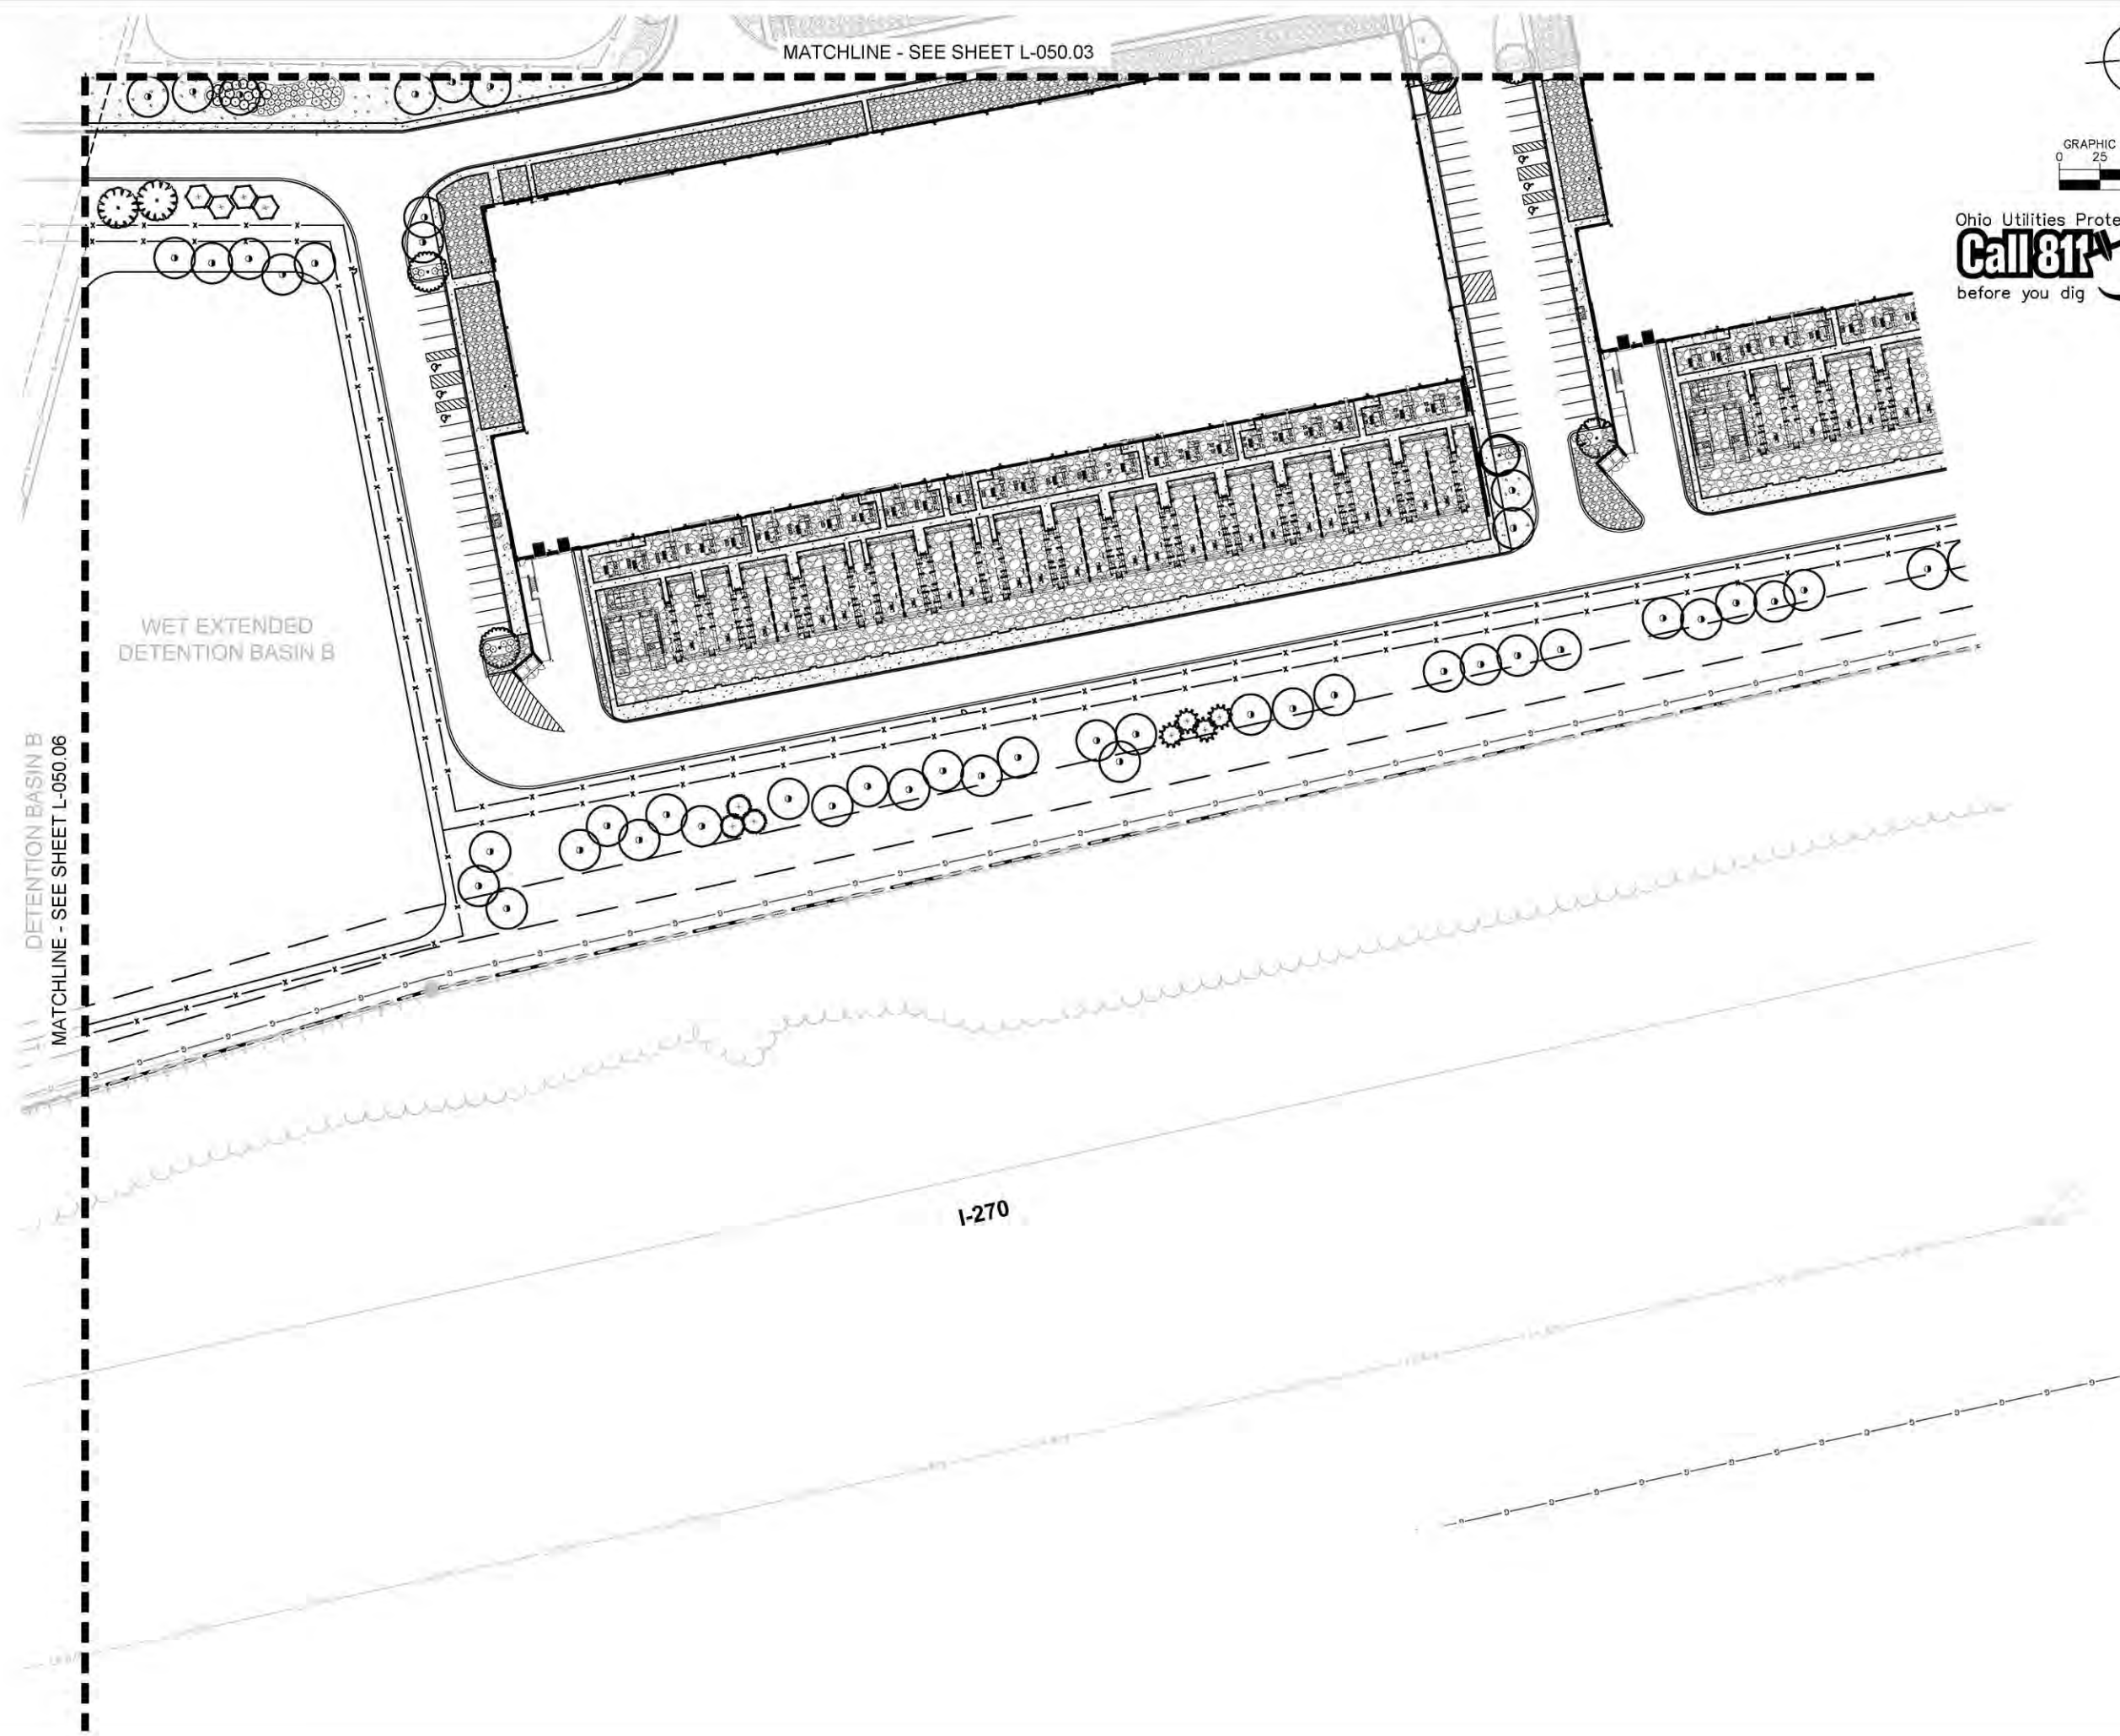 MATCHLINE - SEE SHEET L-050.03
GRAPHIC
0 25
Ohio Utilities Prote
Call 811
before you dig
WET EXTENDED
DETENTION BASIN B
DETENTION BASIN B
MATCHLINE - SEE SHEET L-050.06
I-270